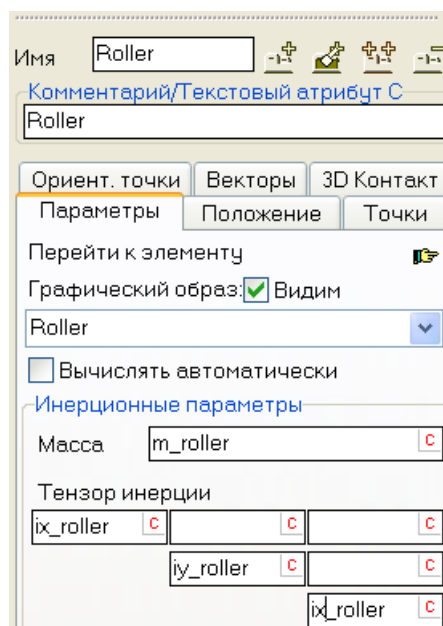 Имя Roller
Комментарий/Текстовый атрибут C
Roller
Ориент. точки Векторы 3D Контакт
Параметры Положение Точки
Перейти к элементу
Графический образ: Видим
Roller
Вычислять автоматически
Инерционные параметры
Масса m_roller C
Тензор инерции
ix_roller C C C
iy_roller C C
ix_roller C